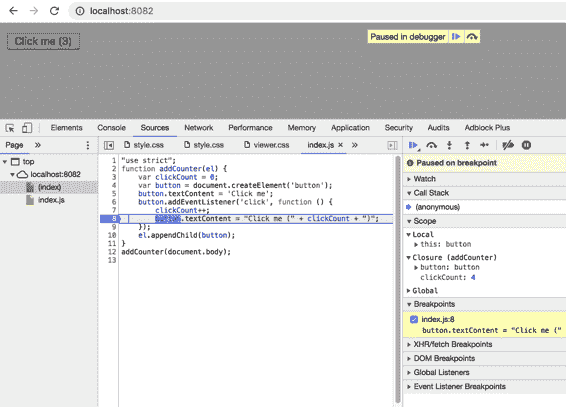 localhost:8082
Click me (3)
Paused in debugger
Elements Console Sources Network Performance Memory Application Security Audits Adblock Plus
Page »
style.css style.css viewer.css index.js × »
top
localhost:8082
(index)
index.js
1 "use strict";
2 function addCounter(el) {
3 var clickCount = 0;
4 var button = document.createElement('button');
5 button.textContent = 'Click me';
6 button.addEventListener('click', function () {
7 clickCount++;
8 button.textContent = "Click me (" + clickCount + ")";
9 });
10 el.appendChild(button);
11 }
12 addCounter(document.body);
13
Paused on breakpoint
Watch
Call Stack
(anonymous)
Scope
Local
this: button
Closure (addCounter)
button: button
clickCount: 4
Global
Breakpoints
index.js:8
button.textContent = "Click me ("
XHR/fetch Breakpoints
DOM Breakpoints
Global Listeners
Event Listener Breakpoints